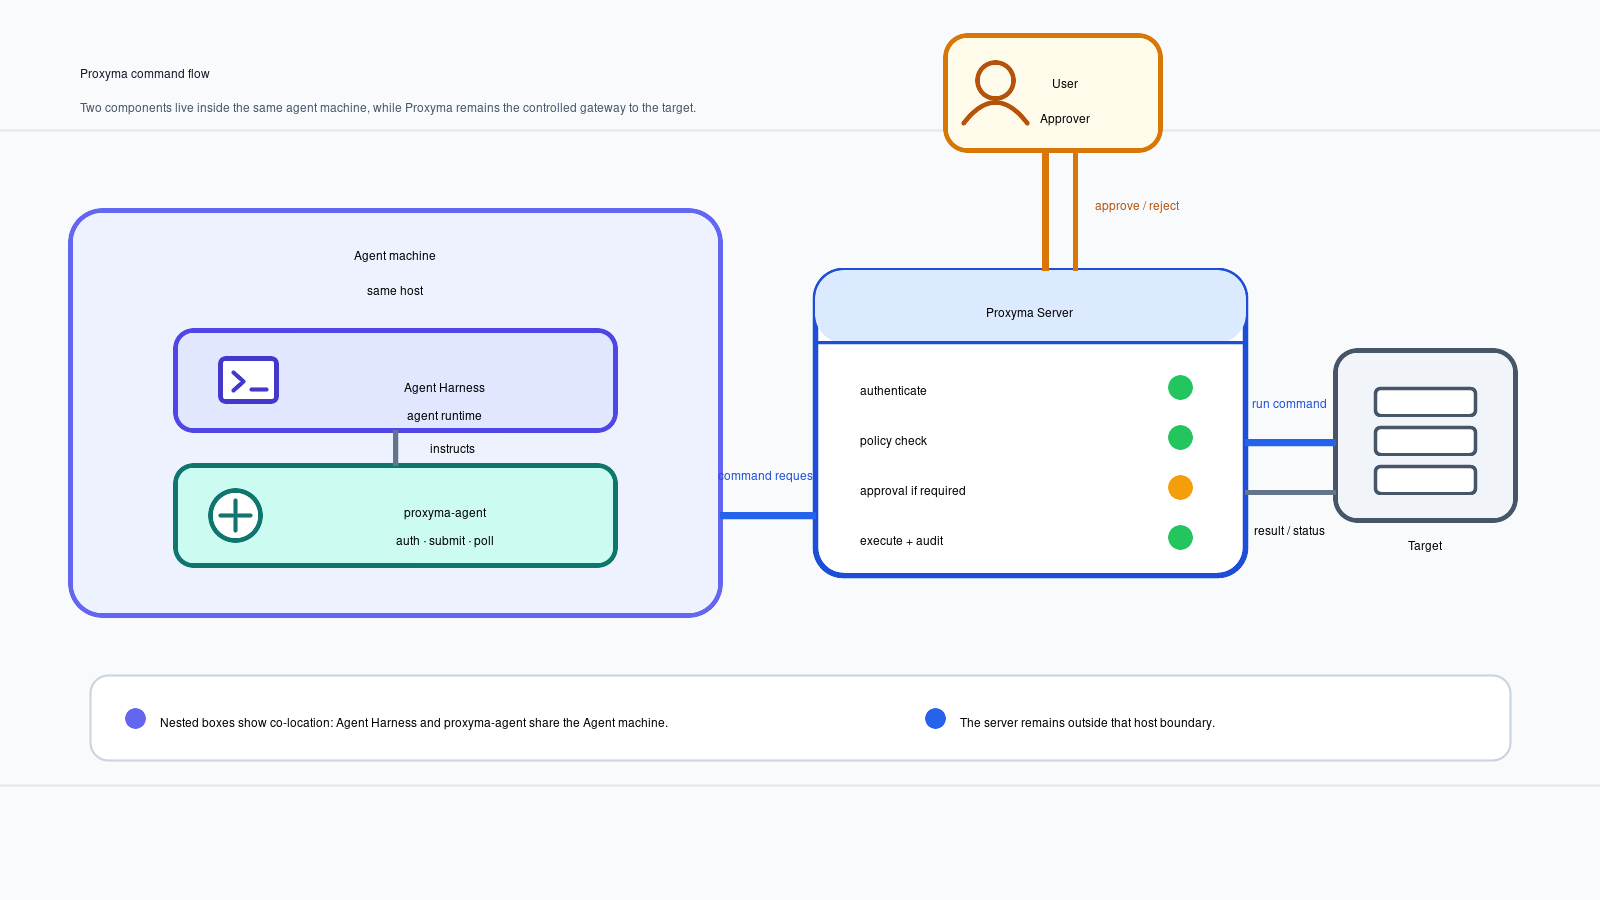 Proxyma command flow
Two components live inside the same agent machine, while Proxyma remains the controlled gateway to the target.
User
Approver
approve / reject
Agent machine
same host
Agent Harness
agent runtime
instructs
proxyma-agent
auth · submit · poll
command reques
Proxyma Server
authenticate
policy check
approval if required
execute + audit
run command
result / status
Target
Nested boxes show co-location: Agent Harness and proxyma-agent share the Agent machine.
The server remains outside that host boundary.